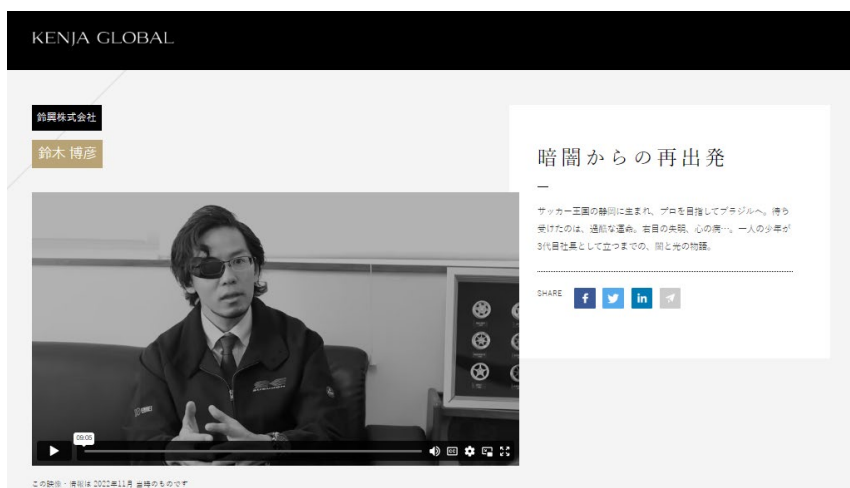 KENJA GLOBAL
鈴興株式会社
鈴木 博彦
暗闇からの再出発
サッカー王国の静岡に生まれ、プロを目指してブラジルへ。待ち
受けたのは、過酷な運命。右目の失明、心の病…。一人の少年が
3代目社長として立つまでの、闇と光の物語。
SHARE
09:05
この映像・情報は 2022年11月 当時のものです